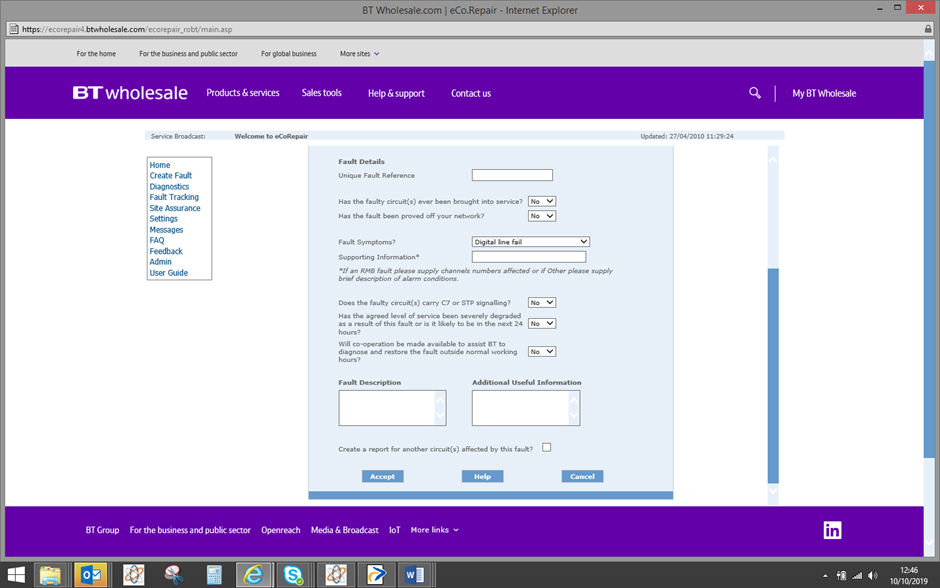 BT Wholesale.com | eCo.Repair - Internet Explorer
https://ecorepair4.btwholesale.com/ecorepair_robt/main.asp
For the home For the business and public sector For global business More sites
BT wholesale Products & services Sales tools Help & support Contact us My BT Wholesale
Service Broadcast: Welcome to eCoRepair Updated: 27/04/2010 11:29:24
Home
Create Fault
Diagnostics
Fault Tracking
Site Assurance
Settings
Messages
FAQ
Feedback
Admin
User Guide
Fault Details
Unique Fault Reference
Has the faulty circuit(s) ever been brought into service? No
Has the fault been proved off your network? No
Fault Symptoms? Digital line fail
Supporting Information*
*If an RMB fault please supply channels numbers affected or if Other please supply
brief description of alarm conditions.
Does the faulty circuit(s) carry C7 or STP signalling? No
Has the agreed level of service been severely degraded
as a result of this fault or is it likely to be in the next 24 No
hours?
Will co-operation be made available to assist BT to
diagnose and restore the fault outside normal working No
hours?
Fault Description Additional Useful Information
Create a report for another circuit(s) affected by this fault?
Accept Help Cancel
BT Group For the business and public sector Openreach Media & Broadcast IoT More links in
12:46
10/10/2019